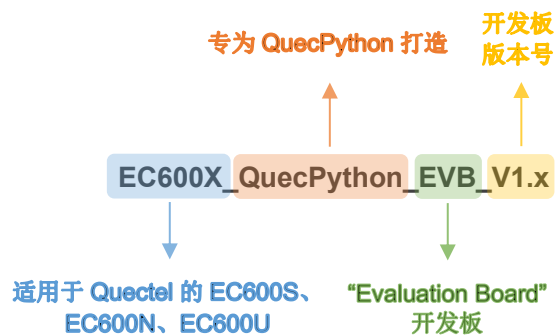 专为 QuecPython 打造
开发板
版本号
EC600X_QuecPython_EVB_V1.x
适用于 Quectel 的 EC600S、
EC600N、EC600U
“Evaluation Board”
开发板